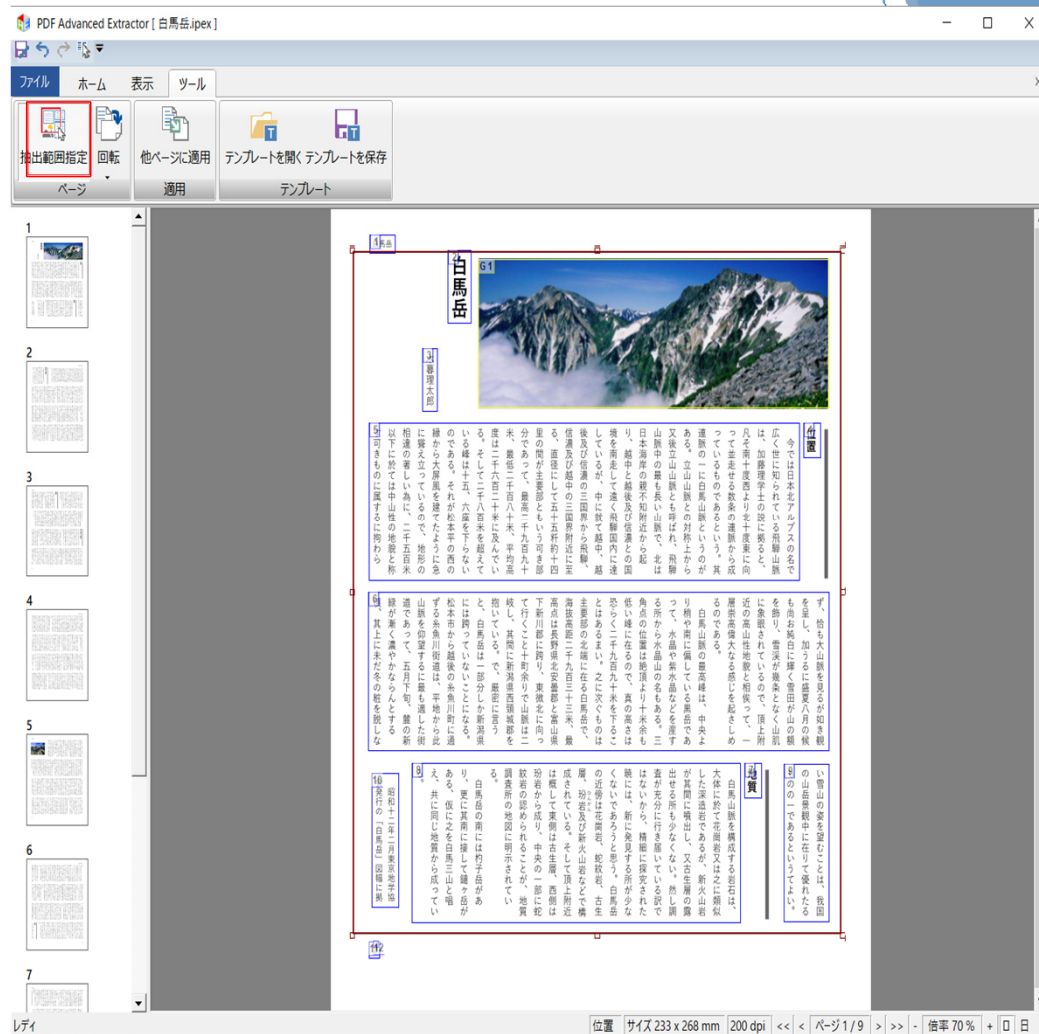 PDF Advanced Extractor [ 白馬岳.ipex ]
ファイル
ホーム
表示
ツール
抽出範囲指定
回転
他ページに適用
テンプレートを開く
テンプレートを保存
ページ
適用
テンプレート
1
2
3
4
5
6
7
1
馬岳
2
白馬岳
G1
3
尋理太郎
4
位置
5
今では日本北アルプスの名で
広く世に知られている飛騨山脈
は、加藤理学士の説に拠ると、
凡そ南十度西より北十度東に向
って並走せる数条の連脈から成
っているものであるという。其
連脈の一に白馬山脈というのが
ある。立山山脈との対称上から
又後立山山脈とも呼ばれ、飛騨
山脈中の最も長い山脈で、北は
日本海岸の親不知附近から起
り、越中と越後及び信濃との国
境を南走して遠く飛騨国内に達
しているが、中に就て越中、越
後及び信濃の三国界から飛騨、
信濃及び越中の三国界附近に至
る、直径にして五十五粁約十四
里の間が主要部ともいう可き部
分であって、最高二千九百九十
米、最低二千百八十米、平均高
度は二千六百二十米に及んでい
る。そして二千八百米を超えて
いる峰は十五、六座を下らない
のである。それが松本平の西の
縁から大屏風を建てたように急
に聳え立っているので、地形の
相違の著しい為に、二千五百米
以下に於ては中山性の地貌と称
可きものに属するに拘わら
6
ず、恰も大山脈を見るが如き観
を呈し、加うるに盛夏八月の候
も尚お純白に輝く雪田が山の額
を飾り、雪渓が幾条となく山肌
に象眼されているので、頂上附
近の高山性地貌と相俟って、一
層崇高偉大なる感じを起さしめ
るのである。
白馬山脈の最高峰は、中央よ
り稍や南に偏している黒岳であ
って、水晶や紫水晶などを産す
る所から水晶山の名もある。三
角点の位置は絶頂より十米余も
低い峰に在るので、真の高さは
恐らく二千九百九十米を下るこ
とはあるまい。之に次ぐものは
主要部の北端に在る白馬岳で、
海抜高距二千九百三十三米、最
高点は長野県北安曇郡と富山県
下新川郡に跨り、東微北に向っ
て行くこと十町余りで山脈は二
岐し、其間に新潟県西頸城郡を
抱いている。で、厳密に言う
と、白馬岳は一部分しか新潟県
には跨っていないことになる。
松本市から越後の糸魚川町に通
ずる糸魚川街道は、平地から此
山脈を仰望するに最も適した街
道であって、五月下旬、麓の新
緑が漸く濃やかならんとする
、其上に未だ冬の粧を脱しな
9
い雪山の姿を望むことは、我国
の山岳景観中に在りて優れたる
のの一であるというてよい。
7
地質
8
白馬山脈を構成する岩石は、
大体に於て花崗岩又は之に類似
した深造岩であるが、新火山岩
が其間に噴出し、又古生層の露
出せる所も少なくない。然し調
査が充分に行き届いている訳で
はないから、精細に探究された
暁には、新に発見する所が少な
くないであろうと思う。白馬岳
の近傍は花崗岩、蛇紋岩、古生
層、玢岩及び新火山岩などで構
成されている。そして頂上附近
は概して東側は古生層、西側は
玢岩から成り、中央の一部に蛇
紋岩の認められることが、地質
調査所の地図に明示されてい
る。
白馬岳の南には杓子岳があ
り、更に其南に接して鑓ヶ岳が
ある、仮に之を白馬三山と唱
え、共に同じ地質から成ってい
。
10
昭和十二年二月東京地学協
発行の「白馬岳」図幅に拠
レディ
位置
サイズ 233 x 268 mm
200 dpi
<< < ページ 1 / 9 > >> - 倍率 70 % +